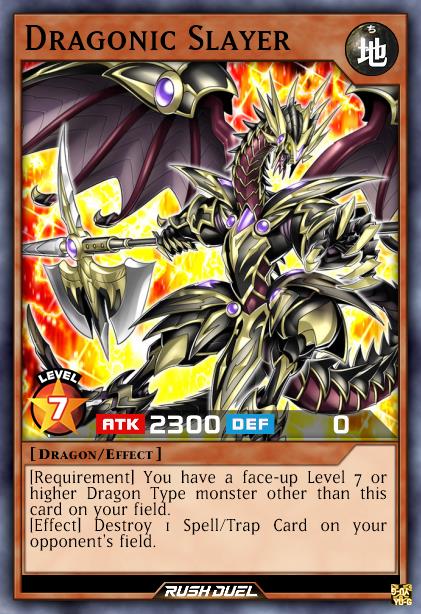 Dragonic Slayer
ち
地
LEVEL
7
ATK 2300 DEF 0
[Dragon/Effect]
[Requirement] You have a face-up Level 7 or
higher Dragon Type monster other than this
card on your field.
[Effect] Destroy 1 Spell/Trap Card on your
opponent's field.
RUSH DUEL